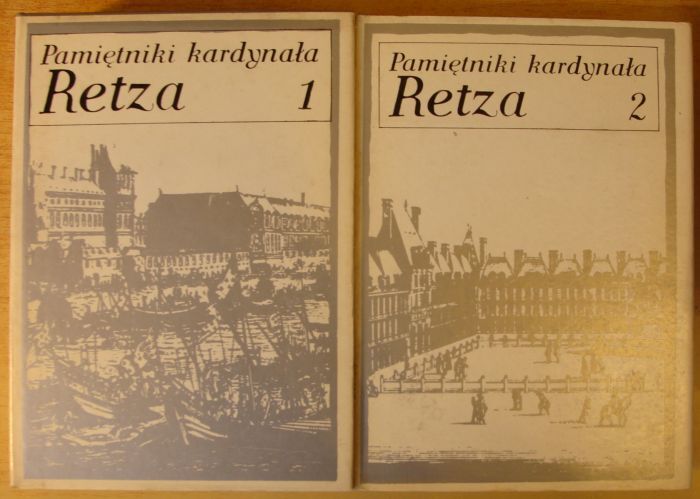 Pamiętniki kardynała
Retza 1
Pamiętniki kardynała
Retza 2